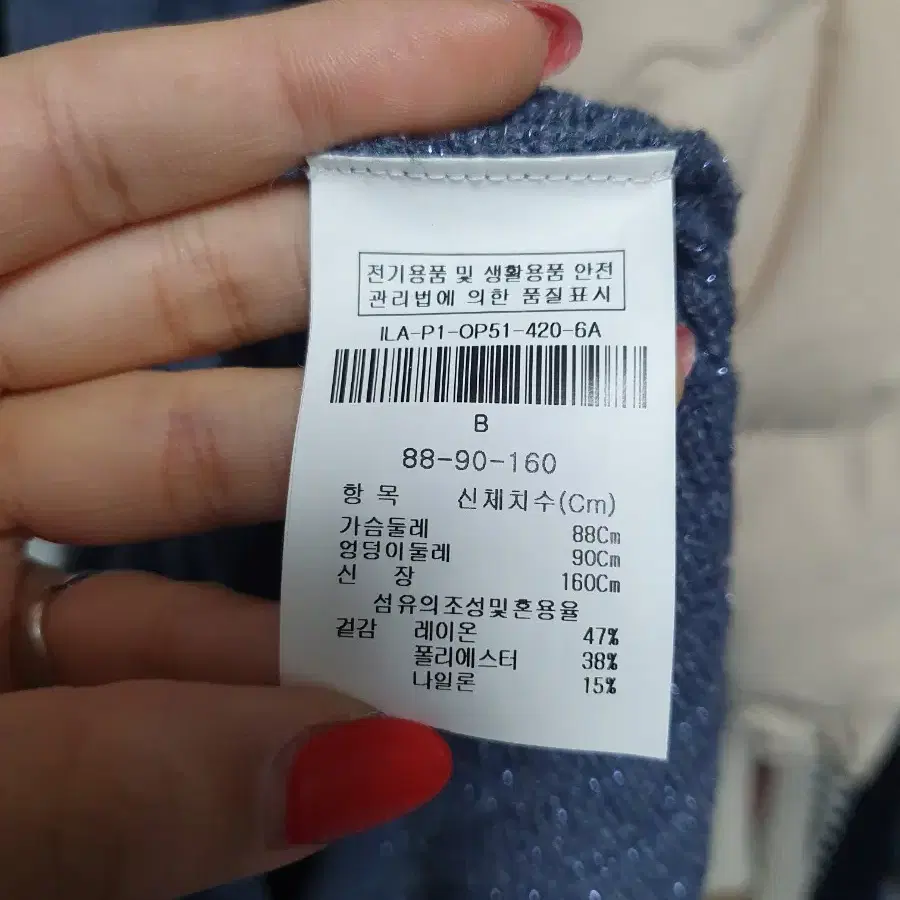 전기용품 및 생활용품 안전
관리법에 의한 품질표시
ILA-P1-OP51-420-6A
B
88-90-160
항 목 신체치수(Cm)
가슴둘레 88Cm
엉덩이둘레 90Cm
신 장 160Cm
섬유의조성및혼용율
겉감 레이온 47%
폴리에스터 38%
나일론 15%